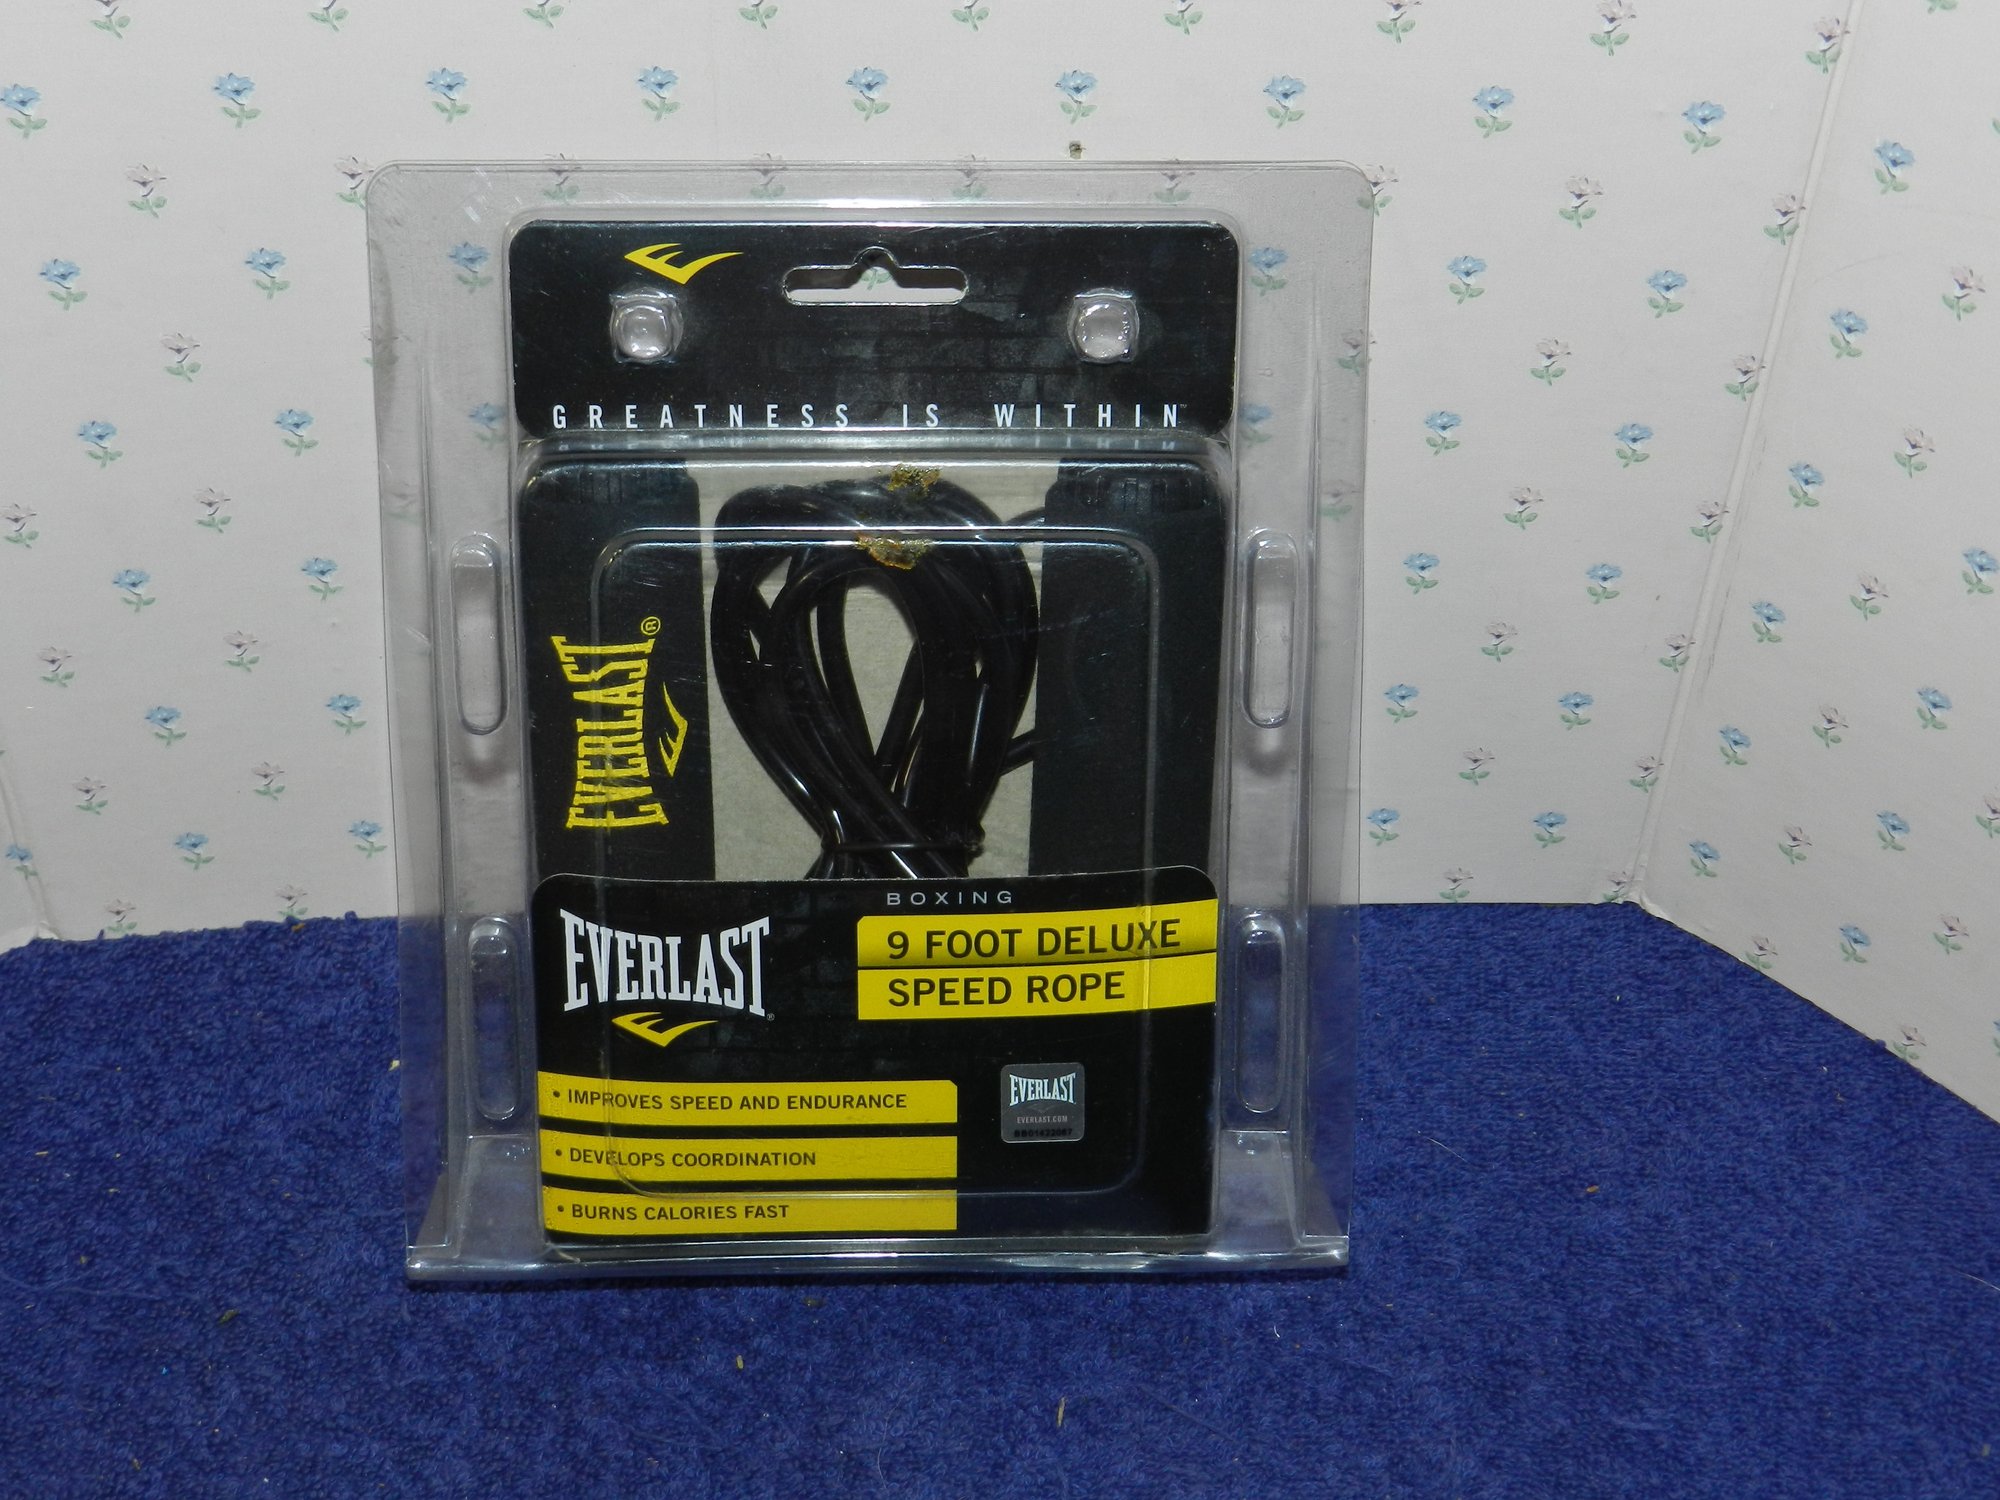 GREATNESS IS WITHIN™
EVERLAST®
BOXING
EVERLAST®
9 FOOT DELUXE
SPEED ROPE
• IMPROVES SPEED AND ENDURANCE
• DEVELOPS COORDINATION
• BURNS CALORIES FAST
EVERLAST
EVERLAST.COM